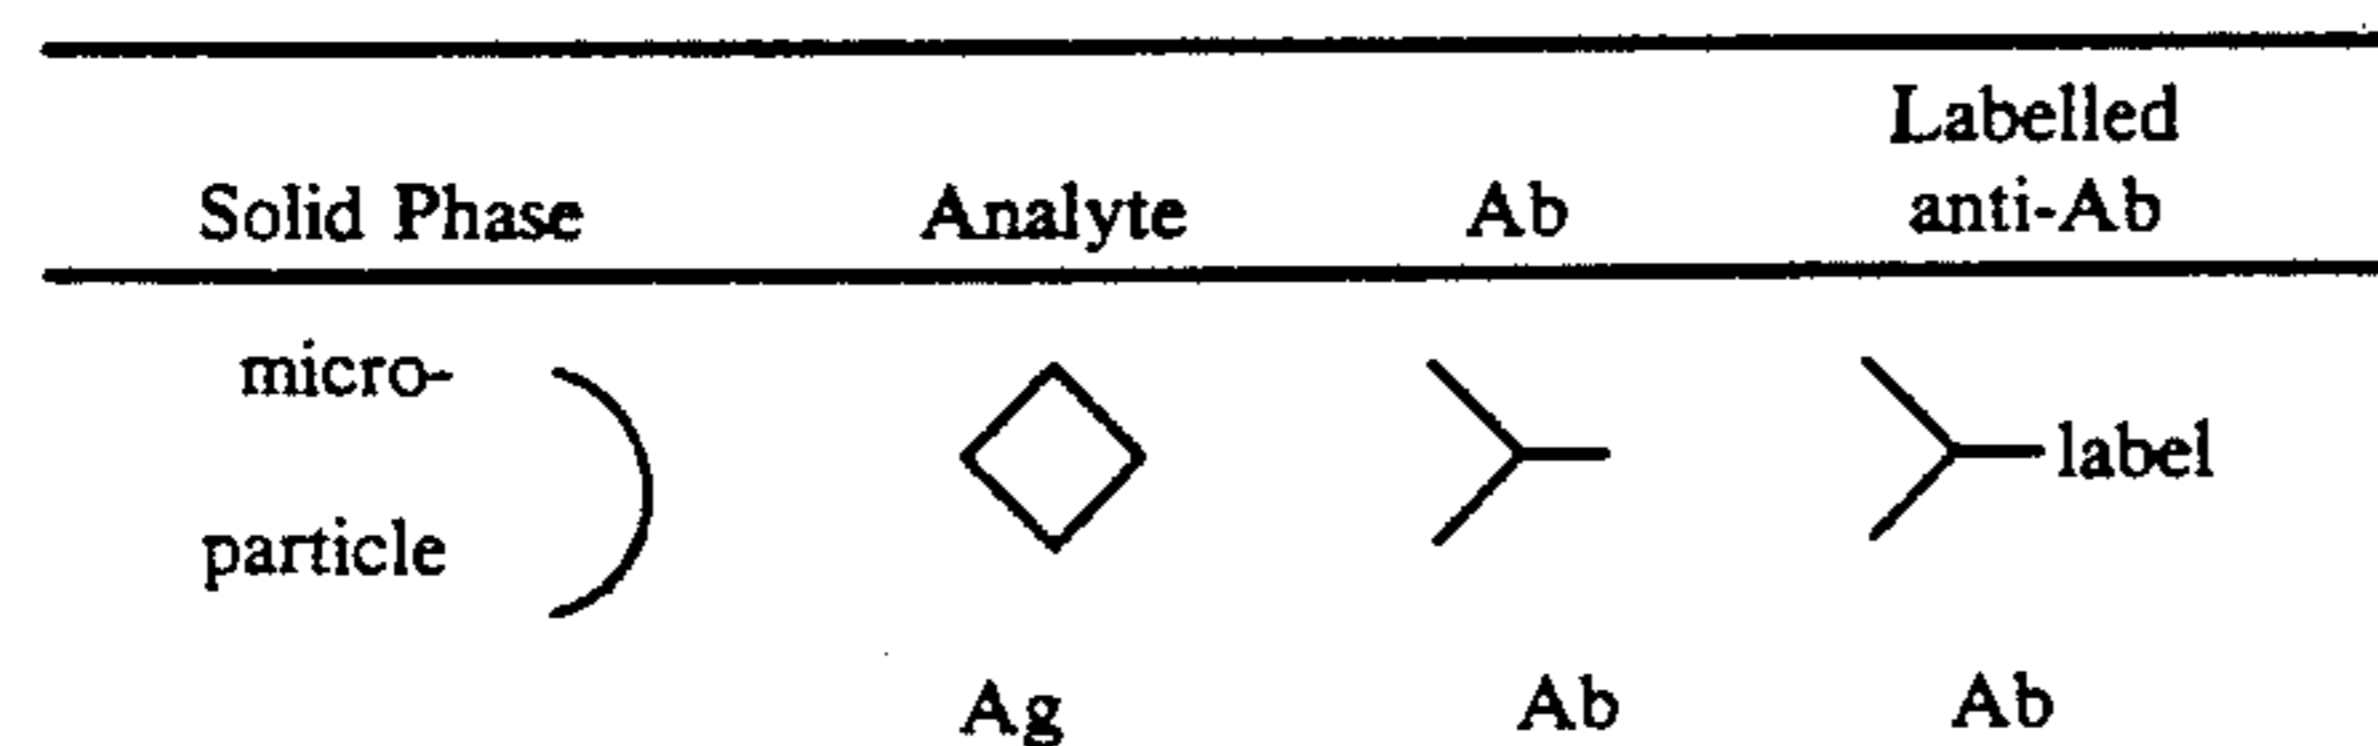 Labelled
Solid Phase Analyte Ab anti-Ab
micro-
label
particle
Ag Ab Ab